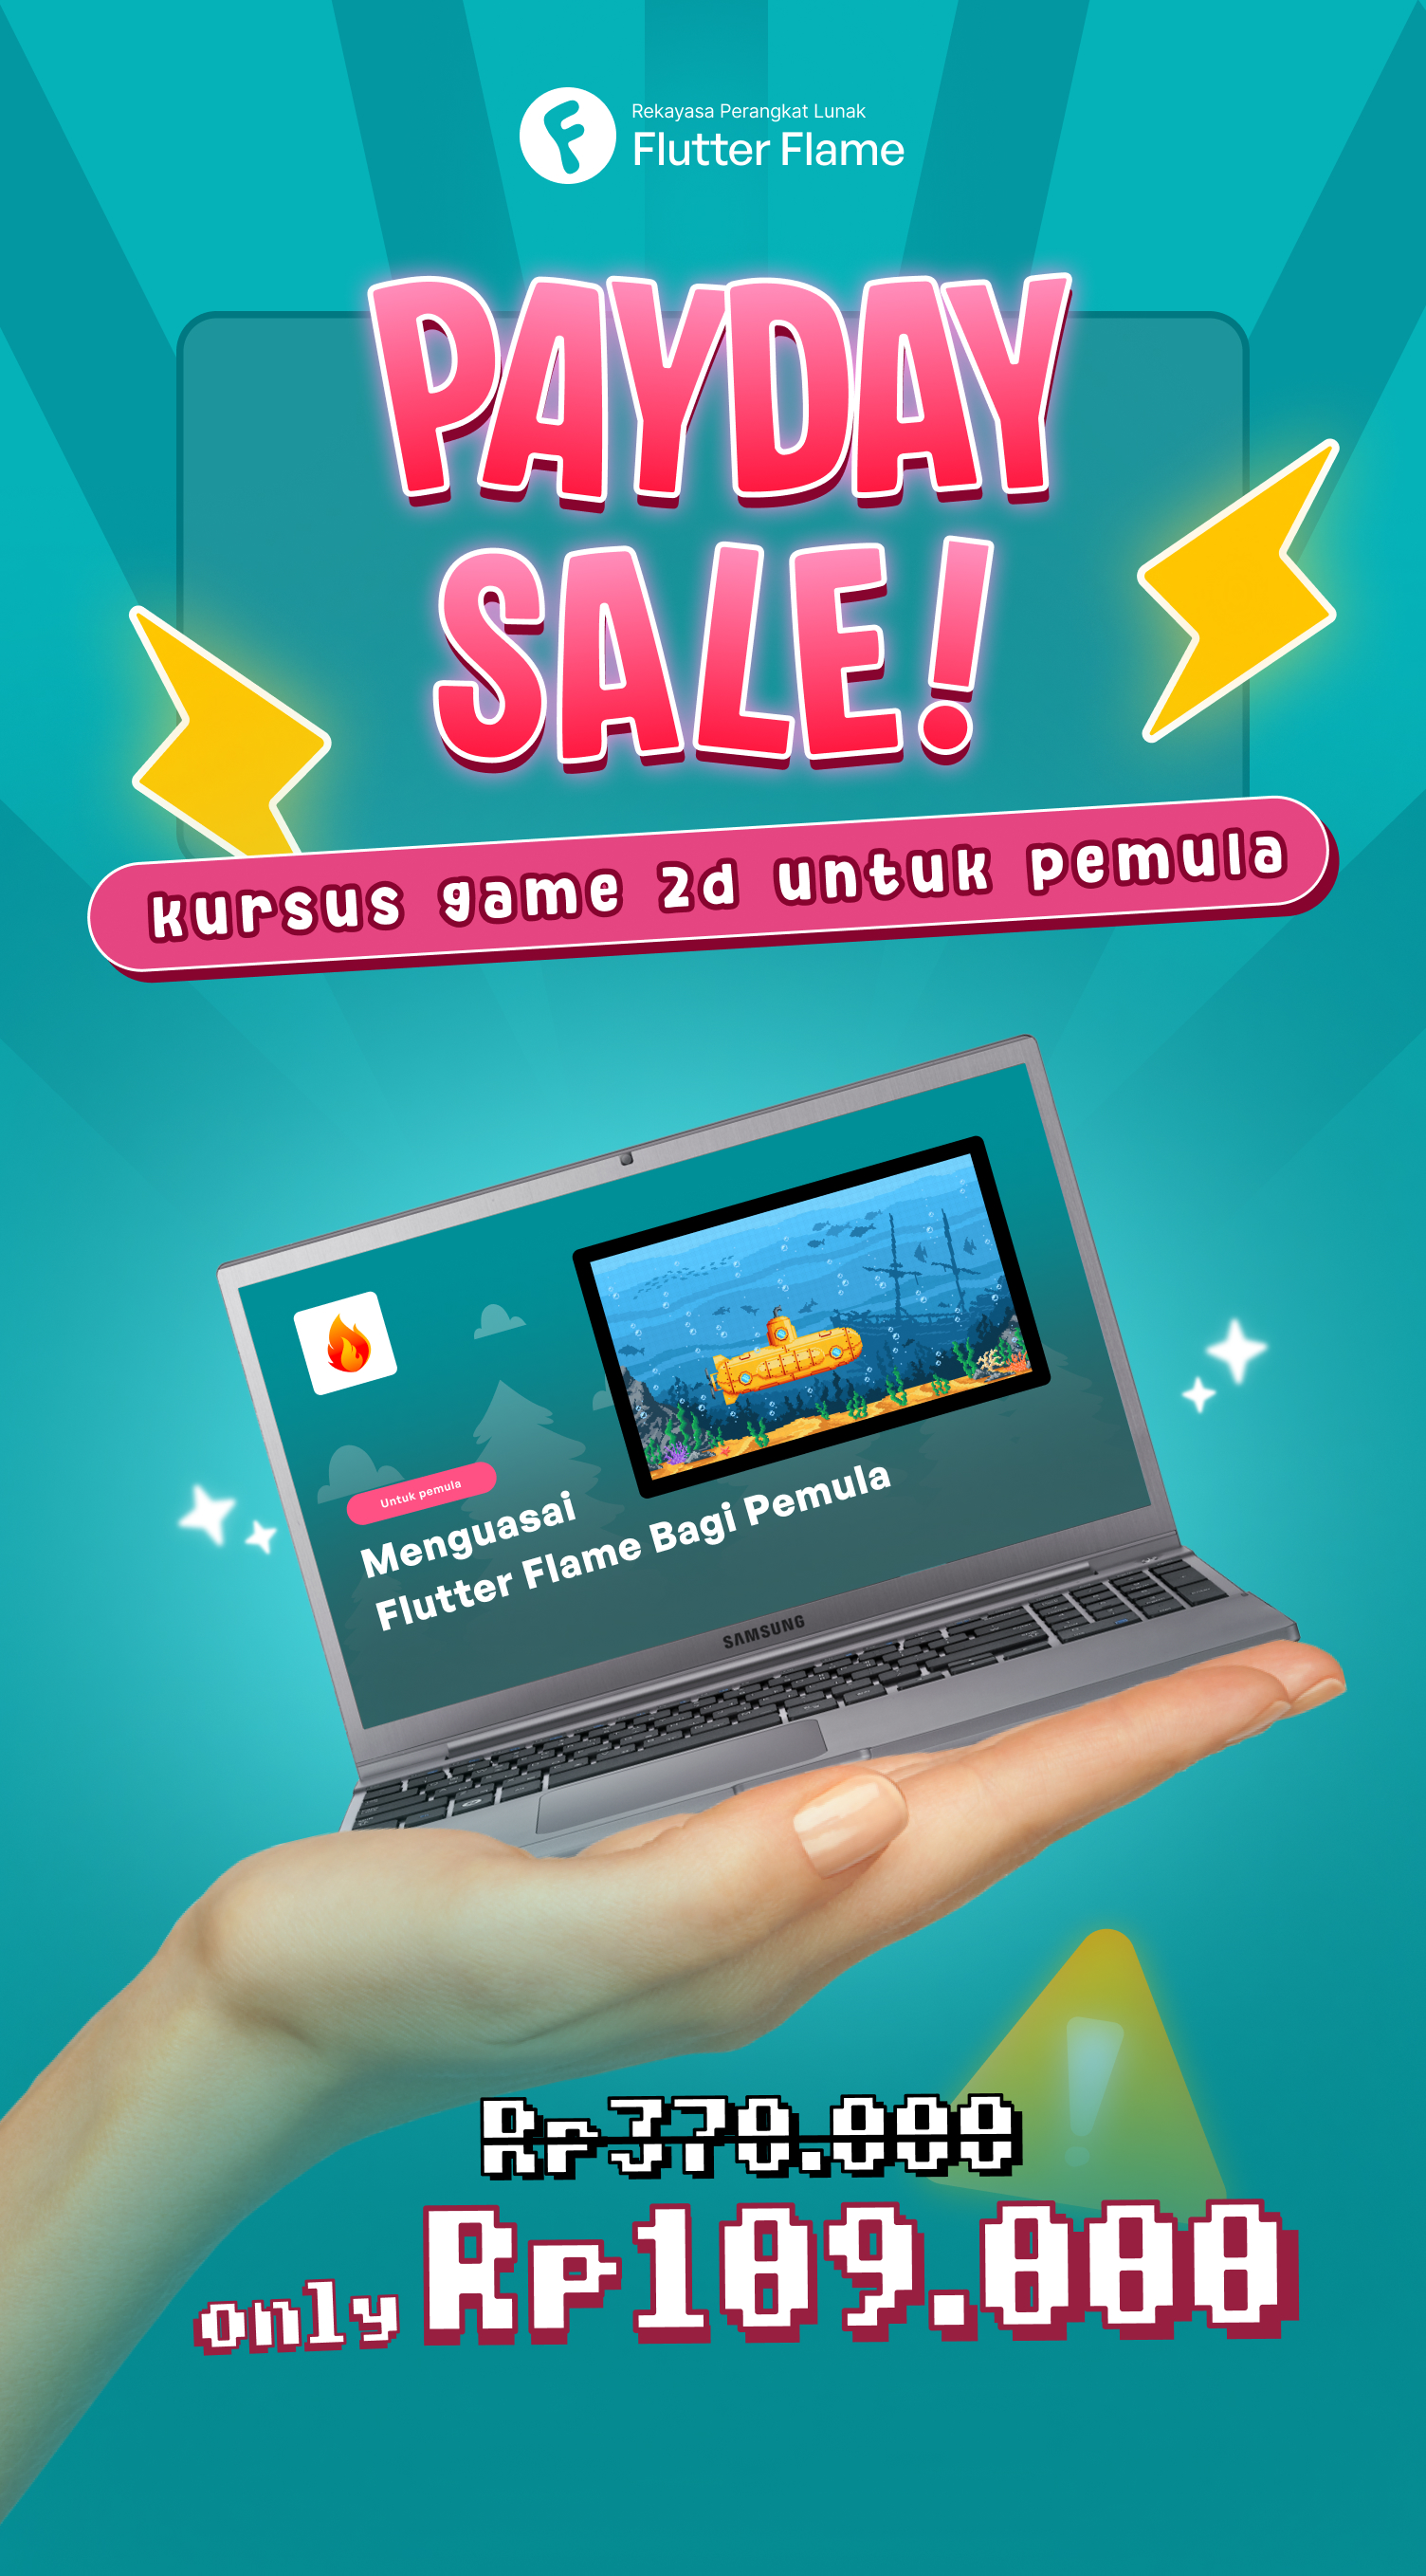 Rekayasa Perangkat Lunak
Flutter Flame
PAYDAY
SALE!
kursus game 2d untuk pemula
Untuk pemula
Menguasai
Flutter Flame Bagi Pemula
SAMSUNG
Rp370.000
only Rp189.000